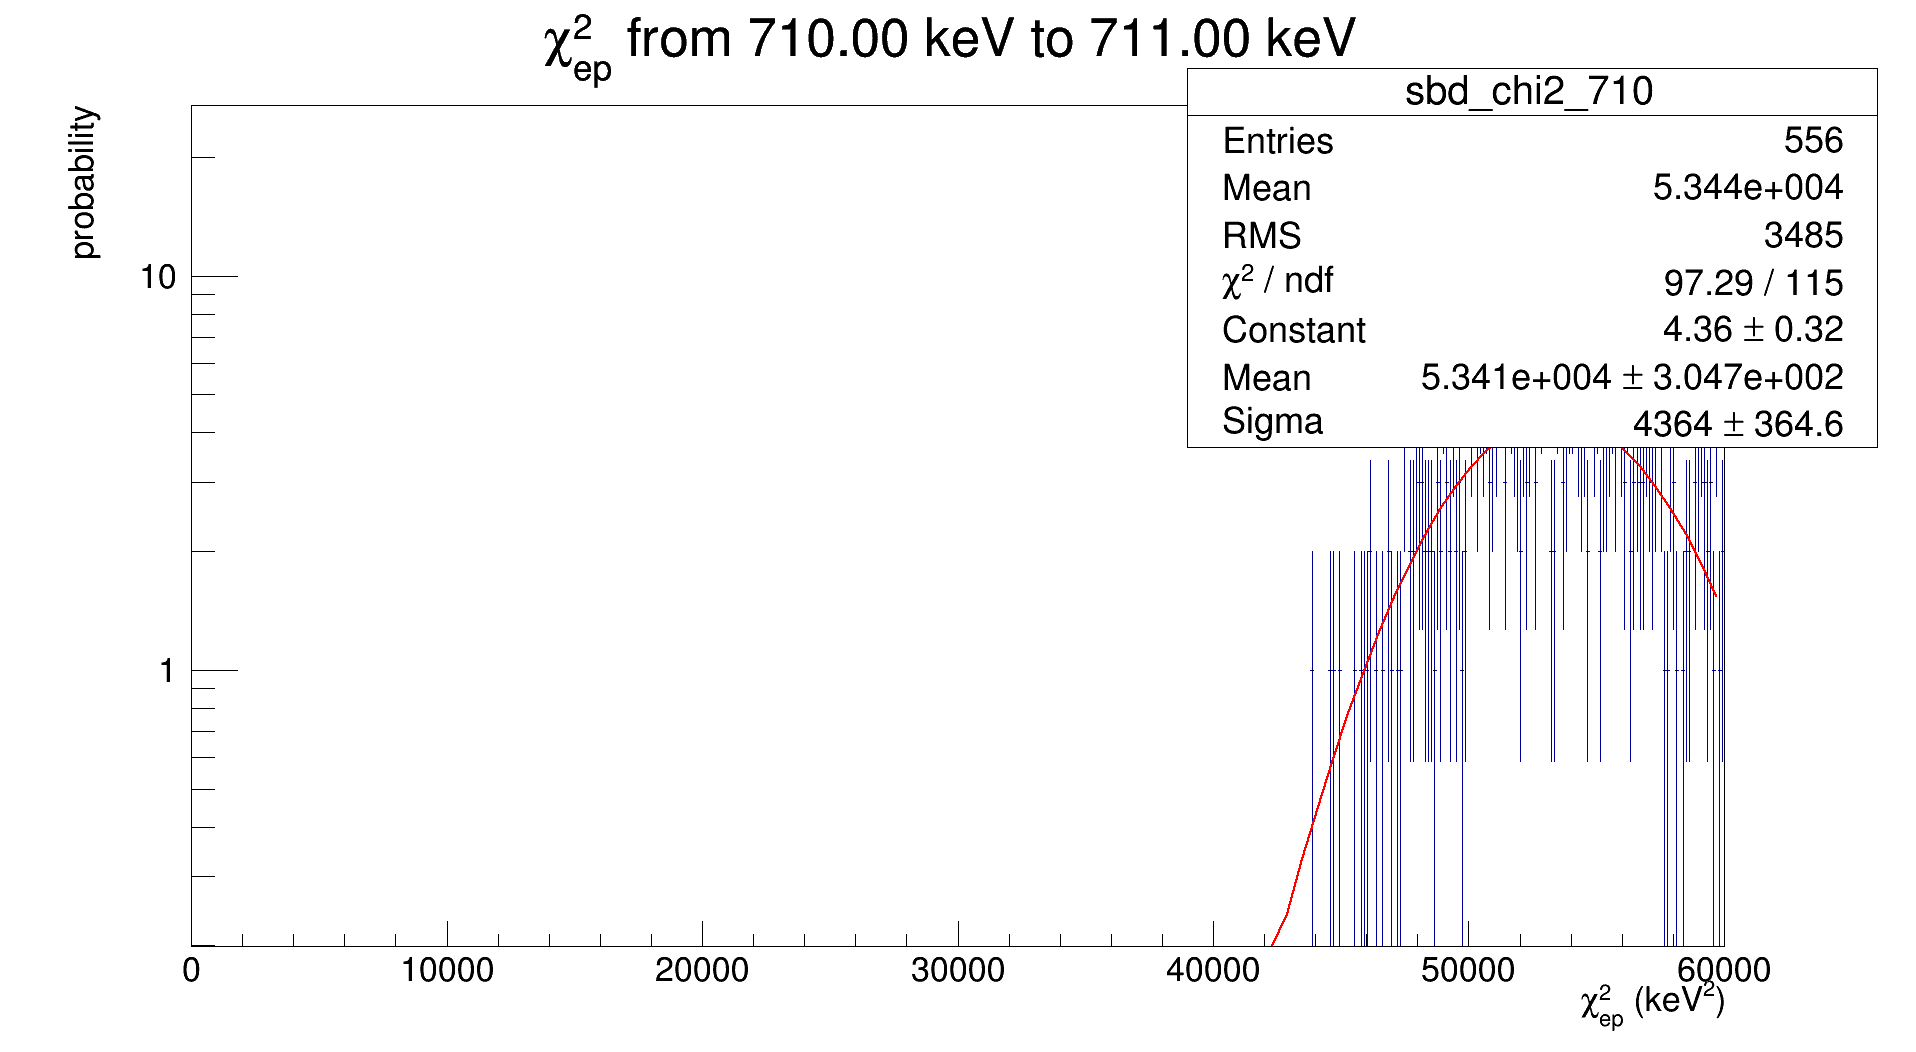 χ²ep from 710.00 keV to 711.00 keV
sbd_chi2_710
Entries 556
Mean 5.344e+004
RMS 3485
χ² / ndf 97.29 / 115
Constant 4.36 ± 0.32
Mean 5.341e+004 ± 3.047e+002
Sigma 4364 ± 364.6
probability
10
1
0 10000 20000 30000 40000 50000 60000
χ²ep (keV²)